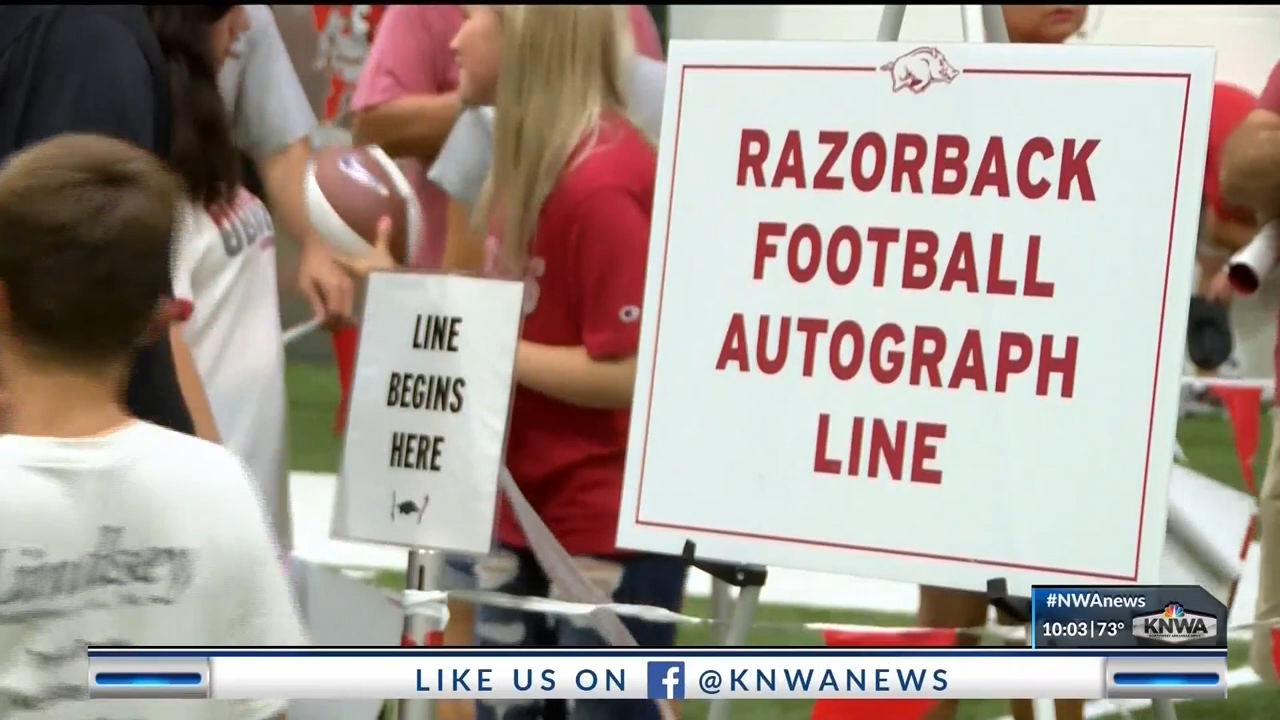 RAZORBACK
FOOTBALL
AUTOGRAPH
LINE
LINE
BEGINS
HERE
#NWAnews
10:03 | 73°
KNWA
LIKE US ON f @KNWANEWS